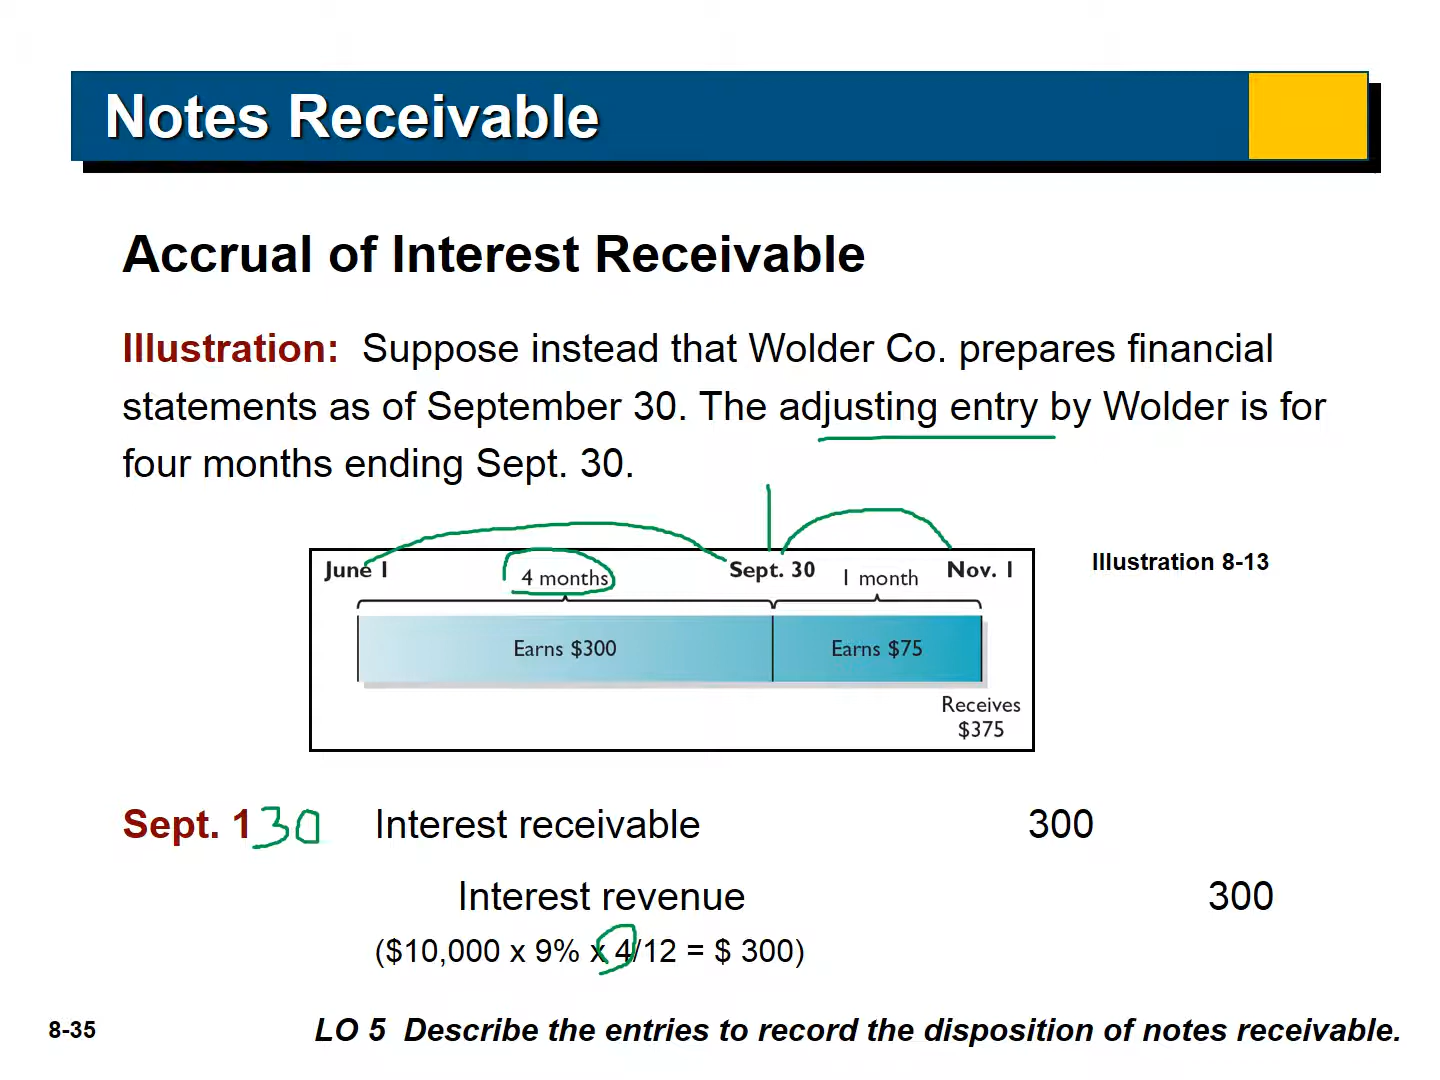 Notes Receivable
Accrual of Interest Receivable
Illustration: Suppose instead that Wolder Co. prepares financial
statements as of September 30. The adjusting entry by Wolder is for
four months ending Sept. 30.
June 1 4 months Sept. 30 1 month Nov. 1
Illustration 8-13
Earns $300 Earns $75
Receives
$375
Sept. 1 30 Interest receivable 300
Interest revenue 300
($10,000 x 9% x 4/12 = $ 300)
8-35 LO 5 Describe the entries to record the disposition of notes receivable.